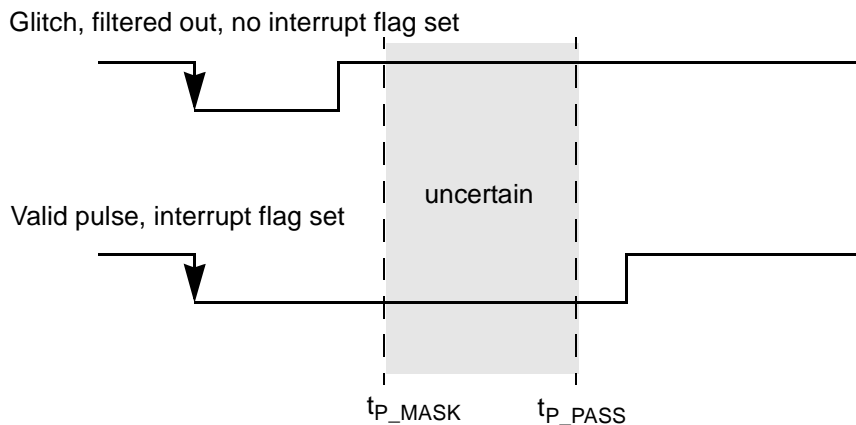 Glitch, filtered out, no interrupt flag set
uncertain
Valid pulse, interrupt flag set
tP_MASK
tP_PASS